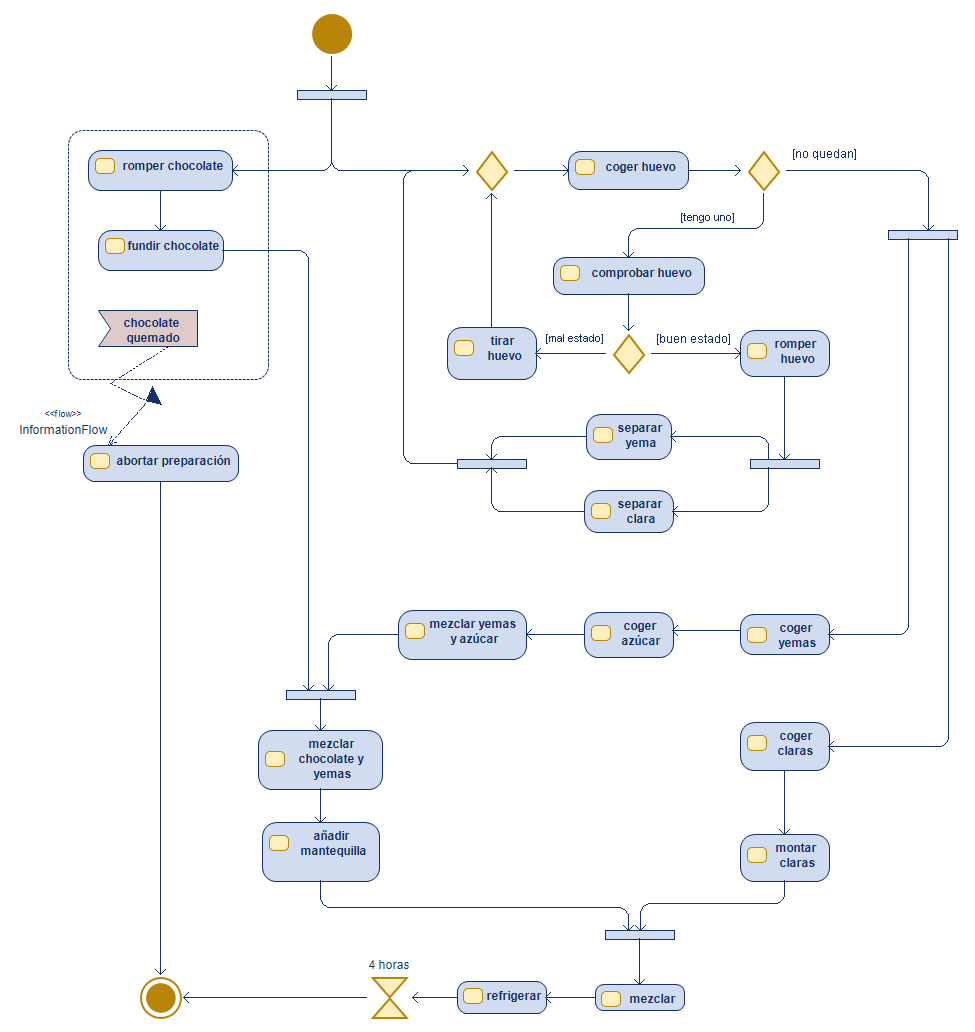 romper chocolate
fundir chocolate
chocolate
quemado
<<flow>>
InformationFlow
abortar preparación
coger huevo
[no quedan]
[tengo uno]
comprobar huevo
tirar
huevo
[mal estado]
[buen estado]
romper
huevo
separar
yema
separar
clara
mezclar yemas
y azúcar
coger
azúcar
coger
yemas
mezclar
chocolate y
yemas
coger
claras
añadir
mantequilla
montar
claras
4 horas
refrigerar
mezclar